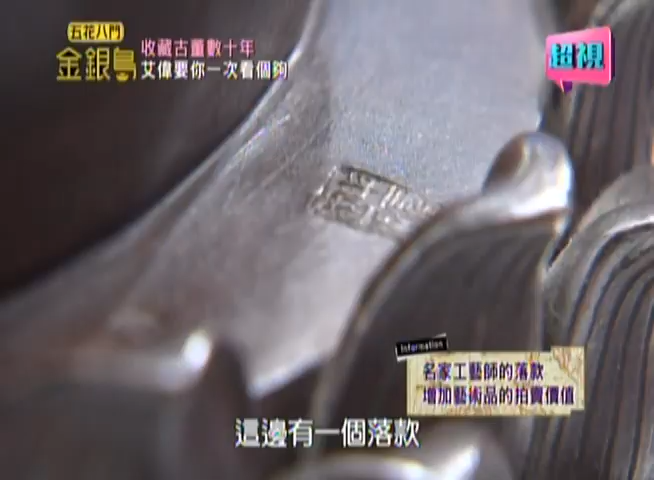 五花八門
金銀島
收藏古董數十年
艾偉要你一次看個夠
超視
Information
名家工藝師的落款
增加藝術品的拍賣價值
這邊有一個落款